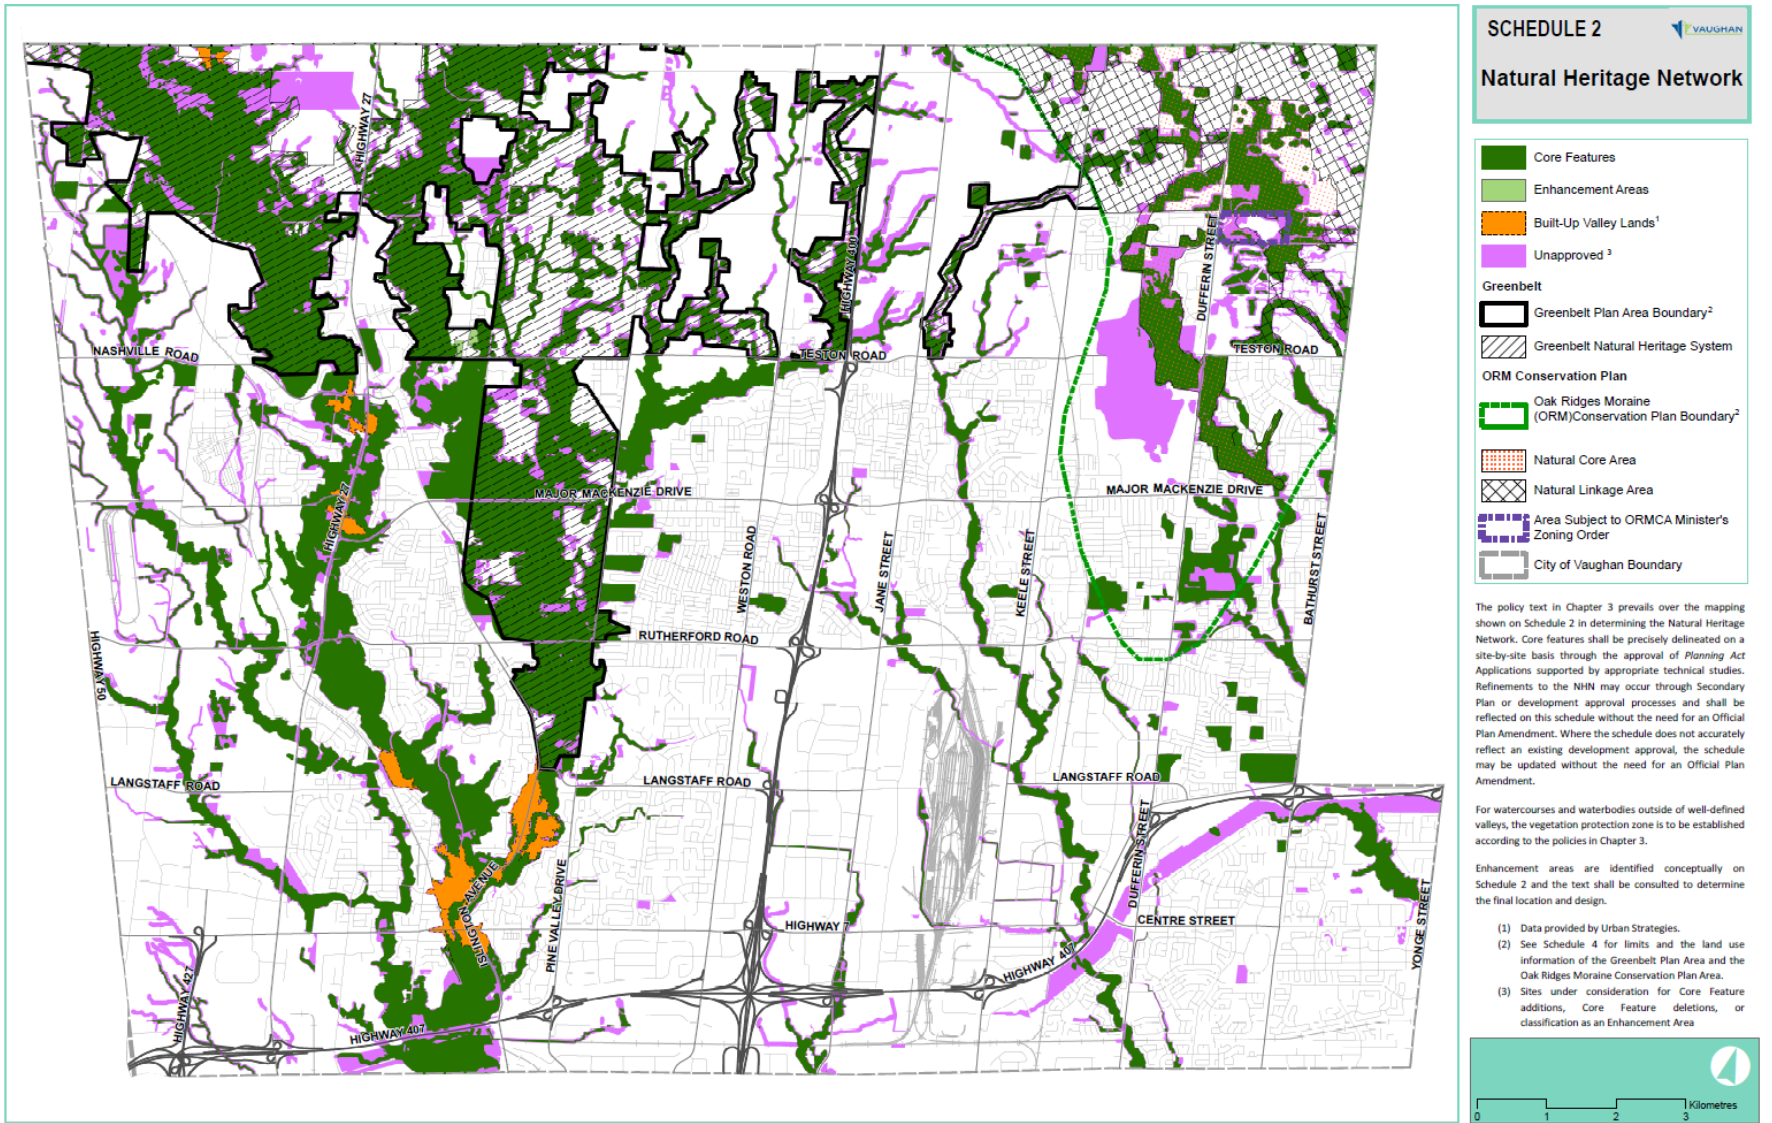 SCHEDULE 2
VAUGHAN
Natural Heritage Network
Core Features
Enhancement Areas
Built-Up Valley Lands1
Unapproved 3
Greenbelt
Greenbelt Plan Area Boundary2
Greenbelt Natural Heritage System
ORM Conservation Plan
Oak Ridges Moraine
(ORM)Conservation Plan Boundary2
Natural Core Area
Natural Linkage Area
Area Subject to ORMCA Minister's
Zoning Order
City of Vaughan Boundary
The policy text in Chapter 3 prevails over the mapping
shown on Schedule 2 in determining the Natural Heritage
Network. Core features shall be precisely delineated on a
site-by-site basis through the approval of Planning Act
Applications supported by appropriate technical studies.
Refinements to the NHN may occur through Secondary
Plan or development approval processes and shall be
reflected on this schedule without the need for an Official
Plan Amendment. Where the schedule does not accurately
reflect an existing development approval, the schedule
may be updated without the need for an Official Plan
Amendment.
For watercourses and waterbodies outside of well-defined
valleys, the vegetation protection zone is to be established
according to the policies in Chapter 3.
Enhancement areas are identified conceptually on
Schedule 2 and the text shall be consulted to determine
the final location and design.
(1) Data provided by Urban Strategies.
(2) See Schedule 4 for limits and the land use
information of the Greenbelt Plan Area and the
Oak Ridges Moraine Conservation Plan Area.
(3) Sites under consideration for Core Feature
additions, Core Feature deletions, or
classification as an Enhancement Area
Kilometres
0 1 2 3
HIGHWAY 27
HIGHWAY 400
DUFFERIN STREET
NASHVILLE ROAD
TESTON ROAD
TESTON ROAD
MAJOR MACKENZIE DRIVE
MAJOR MACKENZIE DRIVE
HIGHWAY 27
WESTON ROAD
JANE STREET
KEELE STREET
BATHURST STREET
HIGHWAY 50
RUTHERFORD ROAD
LANGSTAFF ROAD
LANGSTAFF ROAD
LANGSTAFF ROAD
DUFFERIN STREET
ISLINGTON AVENUE
PINE VALLEY DRIVE
HIGHWAY 7
CENTRE STREET
YONGE STREET
HIGHWAY 427
HIGHWAY 407
HIGHWAY 407